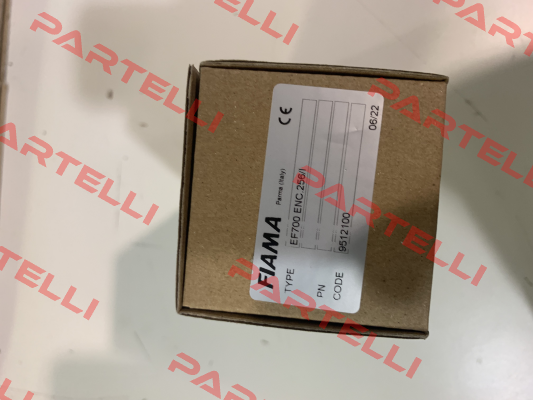 FIAMA Parma (Italy) CE
TYPE EF700 ENC 256/I
PN
CODE 9512100 06/22
PARTELLI
PARTELLI
PARTELLI
PARTELLI
PARTELLI
PARTELLI
PARTELLI
PARTELLI